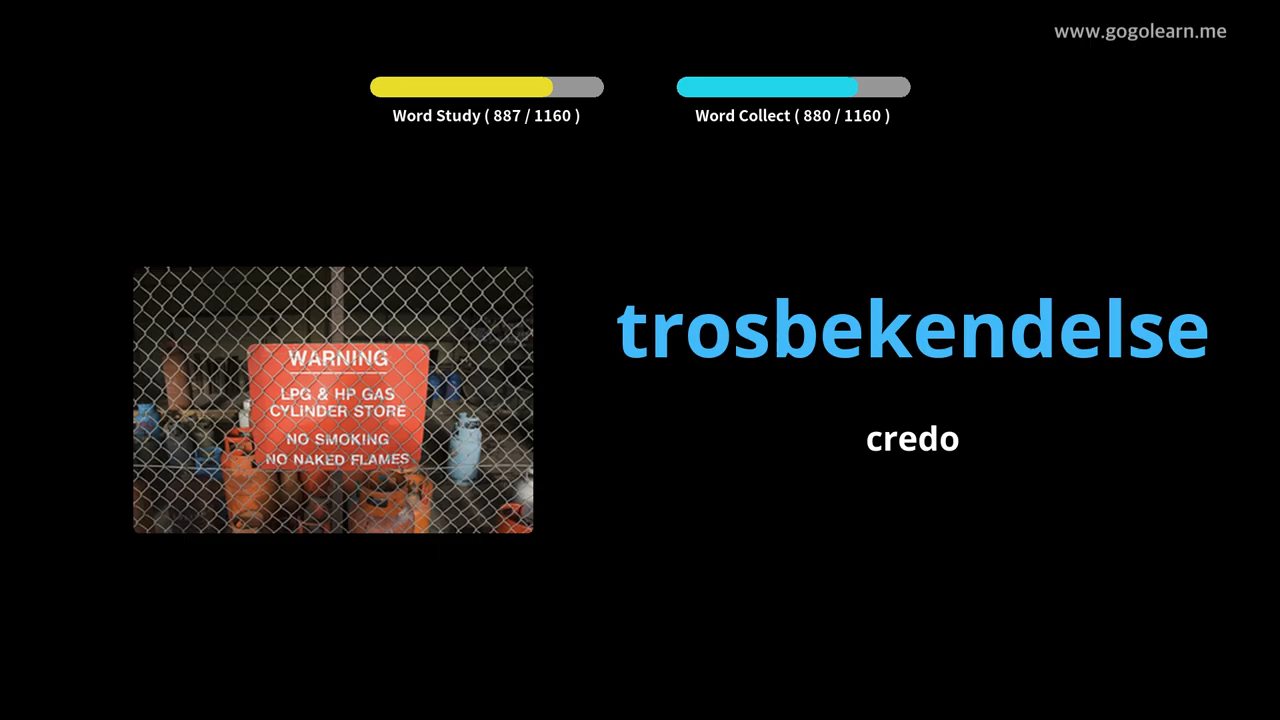 www.gogolearn.me
Word Study ( 887 / 1160 )
Word Collect ( 880 / 1160 )
WARNING
LPG & HP GAS
CYLINDER STORE
NO SMOKING
NO NAKED FLAMES
trosbekendelse
credo